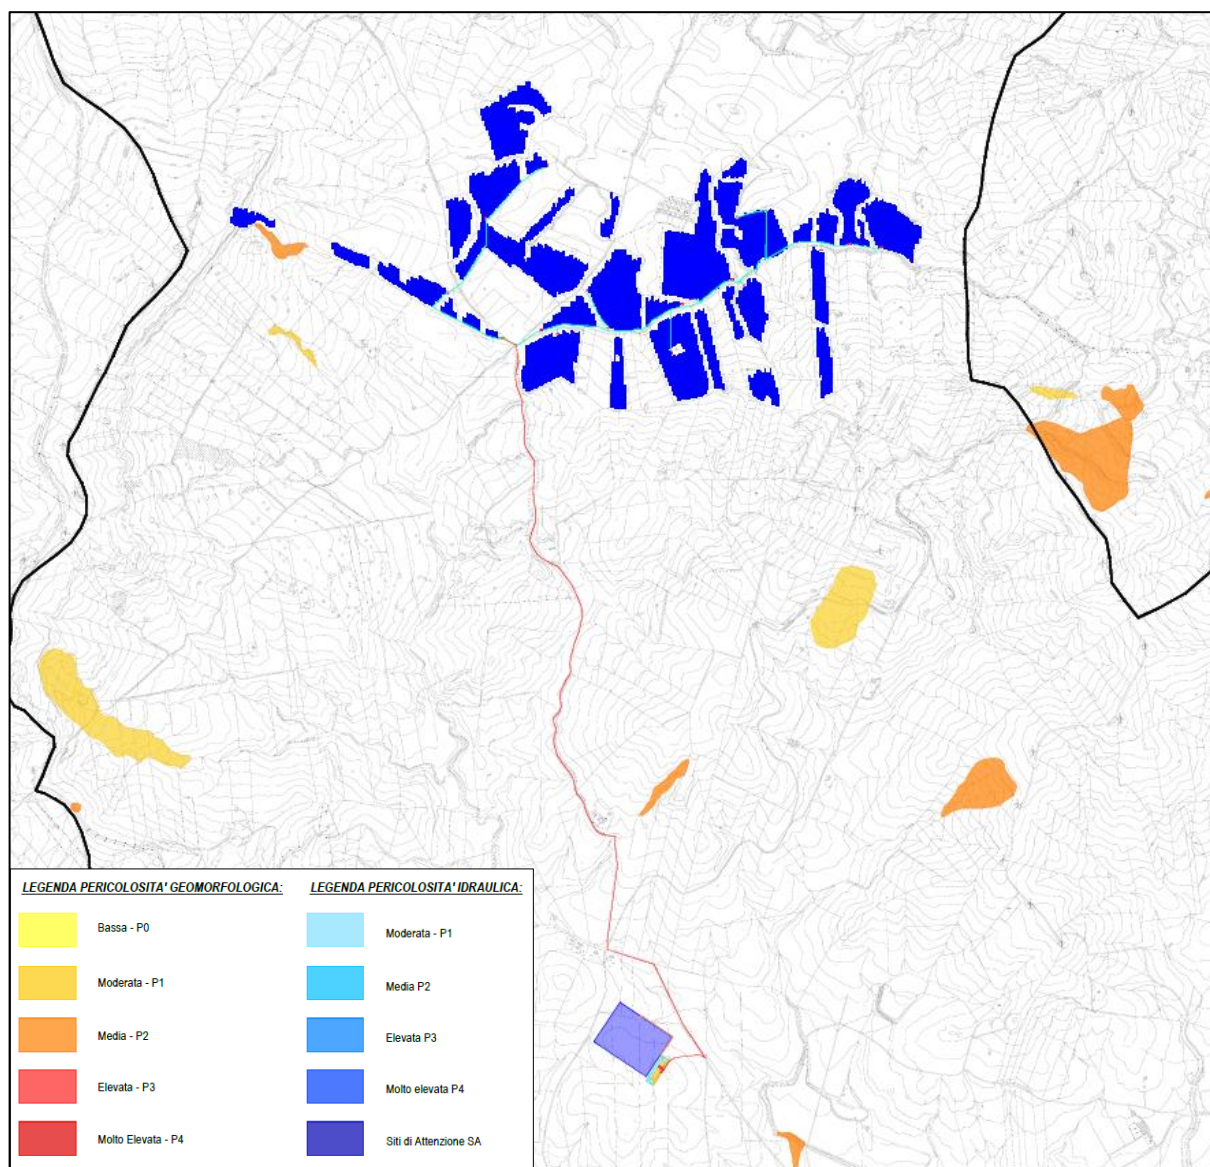 LEGENDA PERICOLOSITA' GEOMORFOLOGICA:
Bassa - P0
Moderata - P1
Media - P2
Elevata - P3
Molto Elevata - P4
LEGENDA PERICOLOSITA' IDRAULICA:
Moderata - P1
Media P2
Elevata P3
Molto elevata P4
Siti di Attenzione SA